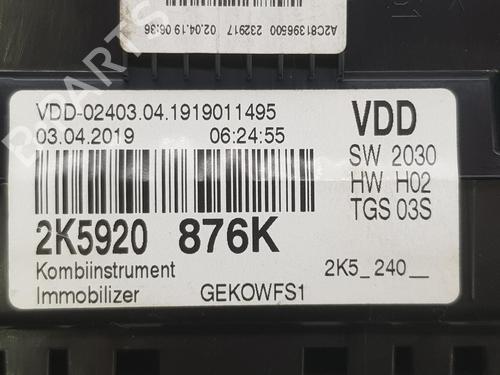 A2C81396500 232917 02.04.19 06:36
VDD-02403.04.1919011495
03.04.2019 06:24:55
VDD
SW 2030
HW H02
TGS 03S
2K5920 876K
Kombiinstrument 2K5_240__
Immobilizer GEKOWFS1
B-PARTS